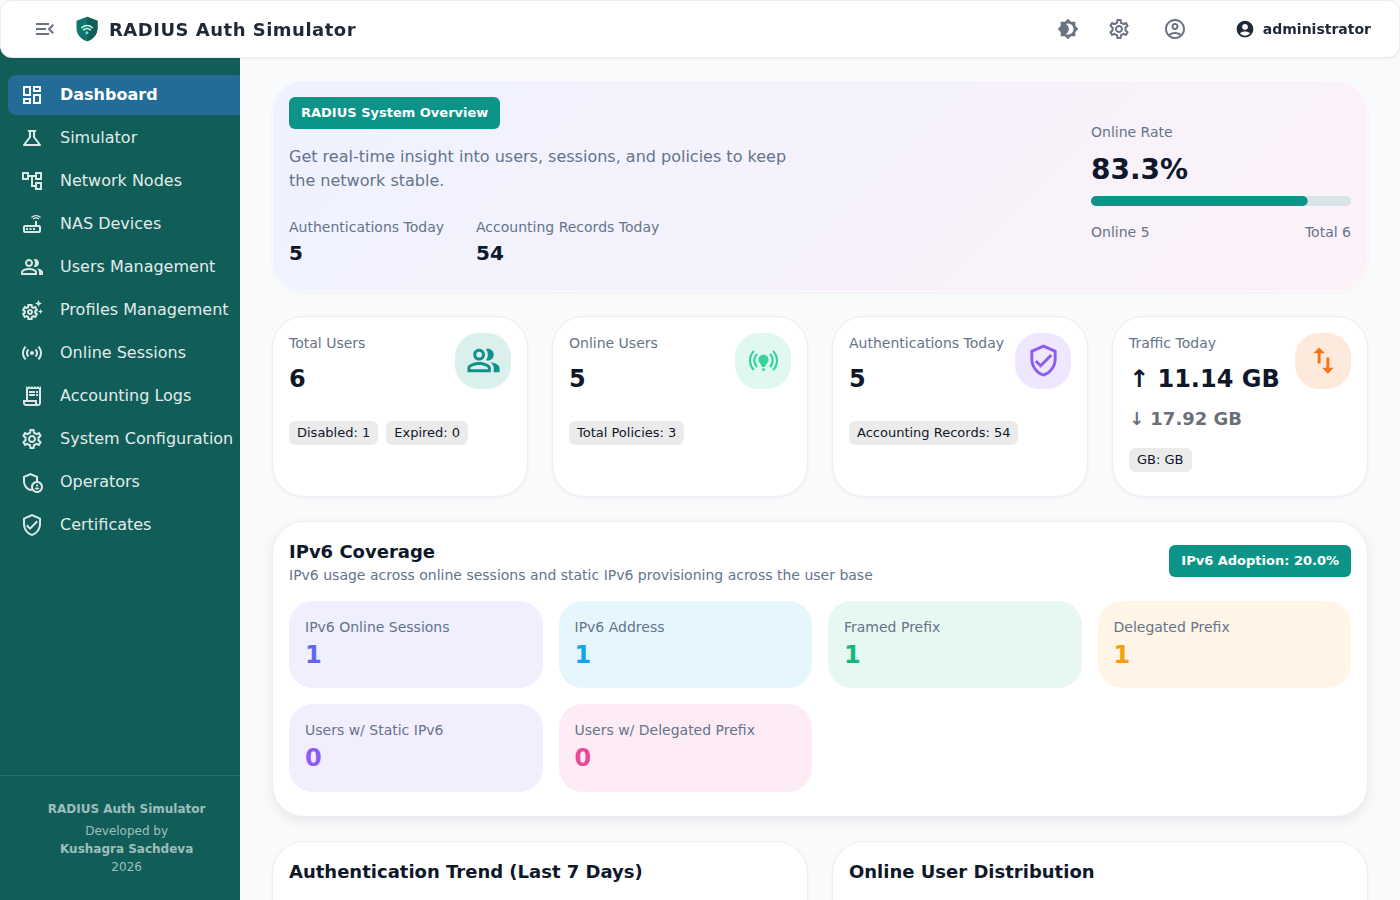 RADIUS Auth Simulator
administrator
Dashboard
Simulator
Network Nodes
NAS Devices
Users Management
Profiles Management
Online Sessions
Accounting Logs
System Configuration
Operators
Certificates
RADIUS Auth Simulator
Developed by
Kushagra Sachdeva
2026
RADIUS System Overview
Get real-time insight into users, sessions, and policies to keep
the network stable.
Authentications Today
5
Accounting Records Today
54
Online Rate
83.3%
Online 5
Total 6
Total Users
6
Disabled: 1
Expired: 0
Online Users
5
Total Policies: 3
Authentications Today
5
Accounting Records: 54
Traffic Today
↑ 11.14 GB
↓ 17.92 GB
GB: GB
IPv6 Coverage
IPv6 usage across online sessions and static IPv6 provisioning across the user base
IPv6 Adoption: 20.0%
IPv6 Online Sessions
1
IPv6 Address
1
Framed Prefix
1
Delegated Prefix
1
Users w/ Static IPv6
0
Users w/ Delegated Prefix
0
Authentication Trend (Last 7 Days)
Online User Distribution